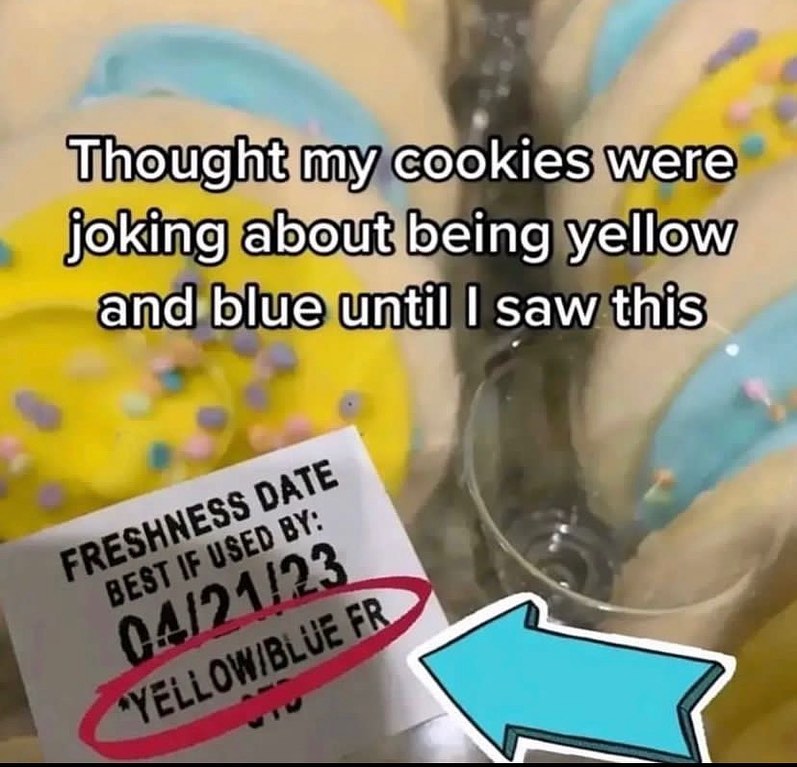 Thought my cookies were
joking about being yellow
and blue until I saw this
FRESHNESS DATE
BEST IF USED BY:
04/21/23
*YELLOW/BLUE FR